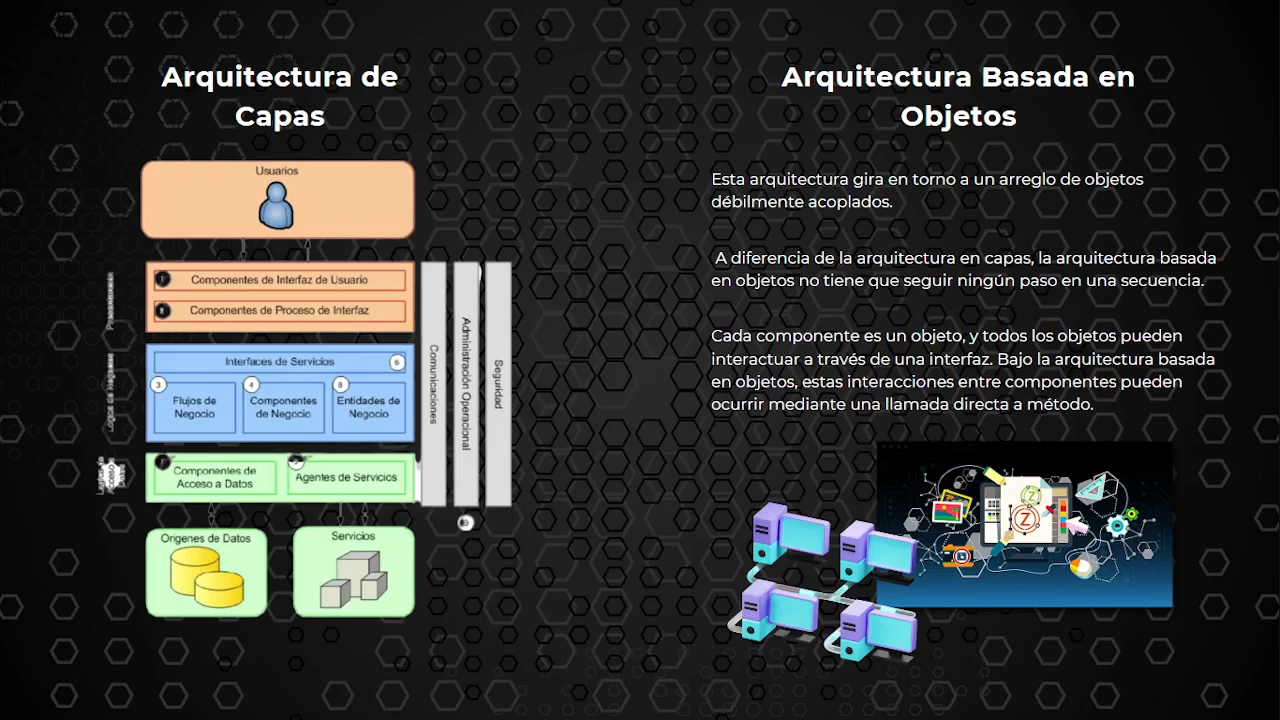 Arquitectura de
Capas
Usuarios
Componentes de Interfaz de Usuario
Componentes de Proceso de Interfaz
Interfaces de Servicios
6
3
Flujos de
Negocio
4
Componentes
de Negocio
8
Entidades de
Negocio
Componentes de
Acceso a Datos
Agentes de Servicios
Origenes de Datos
Servicios
Comunicaciones
Administración Operacional
Seguridad
Arquitectura Basada en
Objetos
Esta arquitectura gira en torno a un arreglo de objetos
débilmente acoplados.
A diferencia de la arquitectura en capas, la arquitectura basada
en objetos no tiene que seguir ningún paso en una secuencia.
Cada componente es un objeto, y todos los objetos pueden
interactuar a través de una interfaz. Bajo la arquitectura basada
en objetos, estas interacciones entre componentes pueden
ocurrir mediante una llamada directa a método.
Z
Z